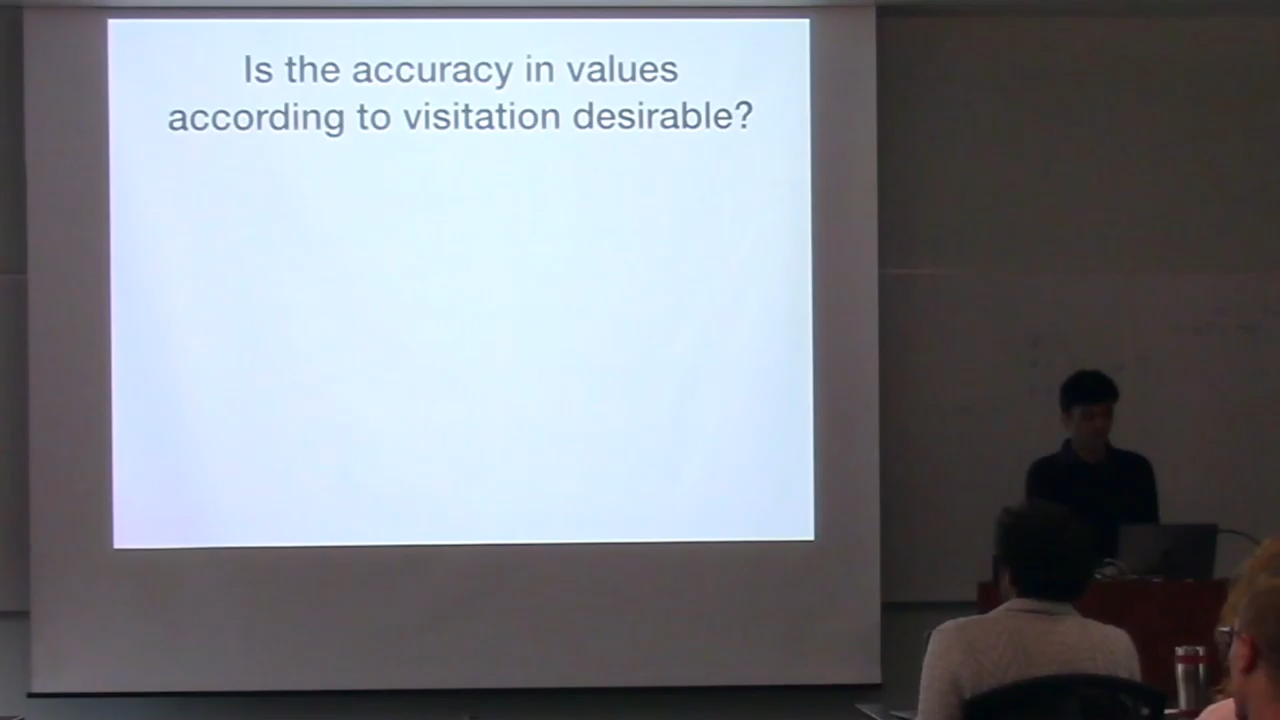 Is the accuracy in values
according to visitation desirable?